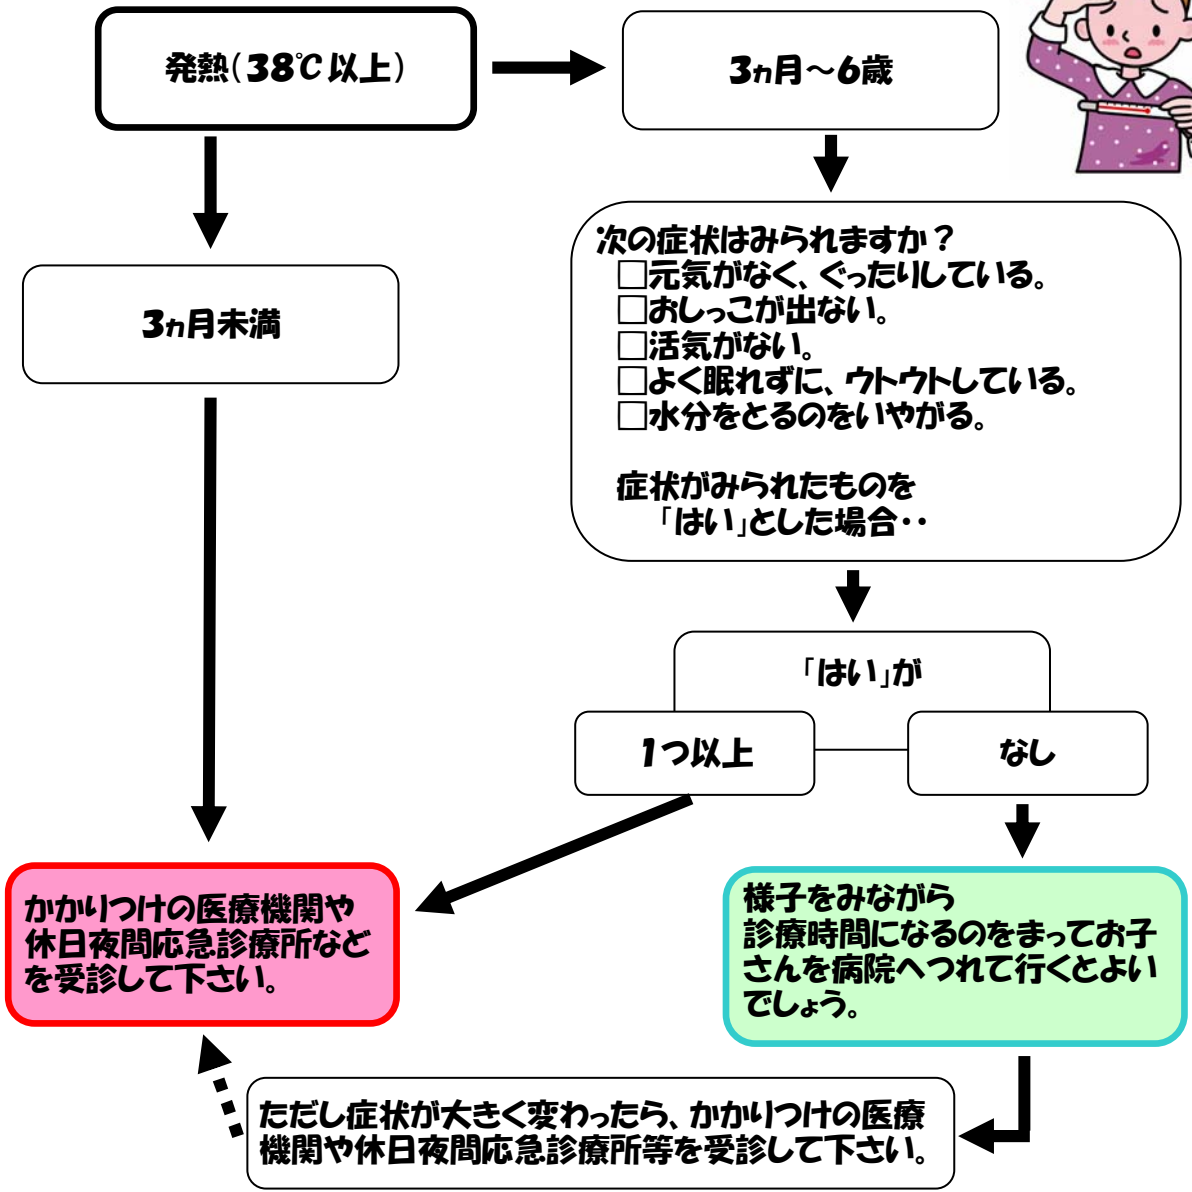 発熱(38℃以上)
3ヵ月～6歳
3ヵ月未満
次の症状はみられますか？
□元気がなく、ぐったりしている。
□おしっこが出ない。
□活気がない。
□よく眠れずに、ウトウトしている。
□水分をとるのをいやがる。
症状がみられたものを
「はい」とした場合・・
「はい」が
1つ以上
なし
かかりつけの医療機関や
休日夜間応急診療所など
を受診して下さい。
様子をみながら
診療時間になるのをまってお子
さんを病院へつれて行くとよい
でしょう。
ただし症状が大きく変わったら、かかりつけの医療
機関や休日夜間応急診療所等を受診して下さい。